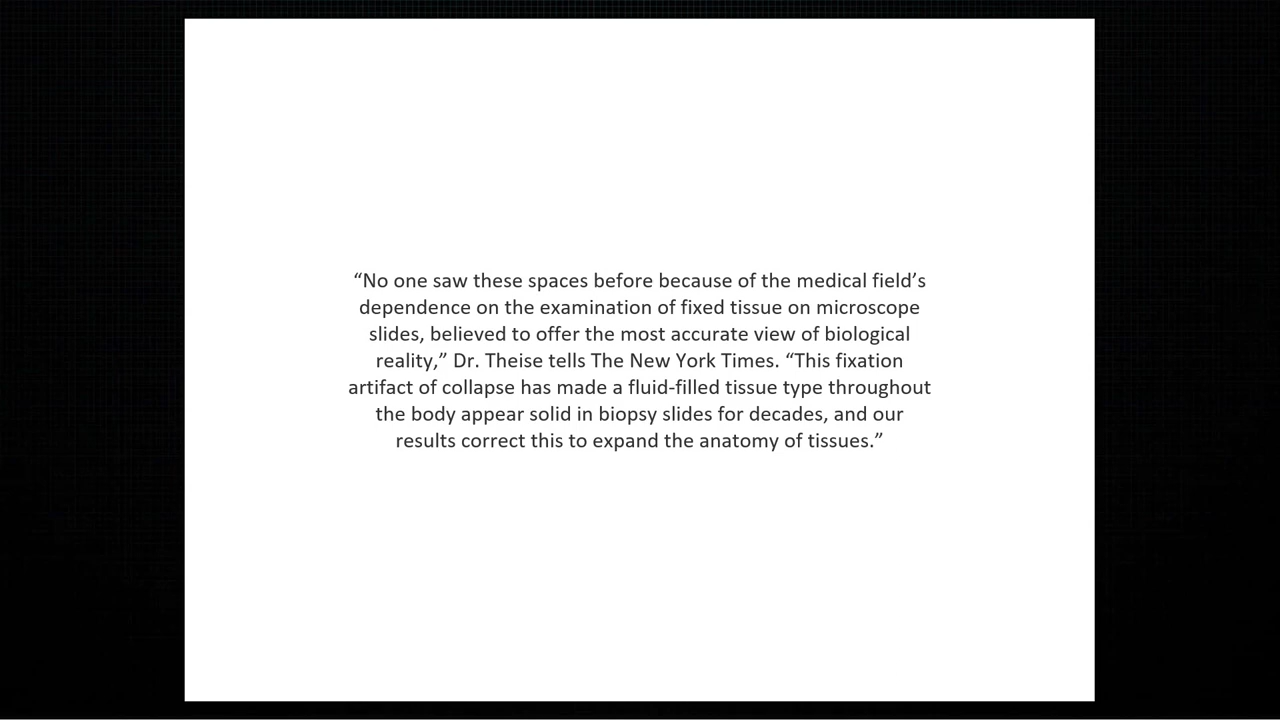 “No one saw these spaces before because of the medical field’s
dependence on the examination of fixed tissue on microscope
slides, believed to offer the most accurate view of biological
reality,” Dr. Theise tells The New York Times. “This fixation
artifact of collapse has made a fluid-filled tissue type throughout
the body appear solid in biopsy slides for decades, and our
results correct this to expand the anatomy of tissues.”